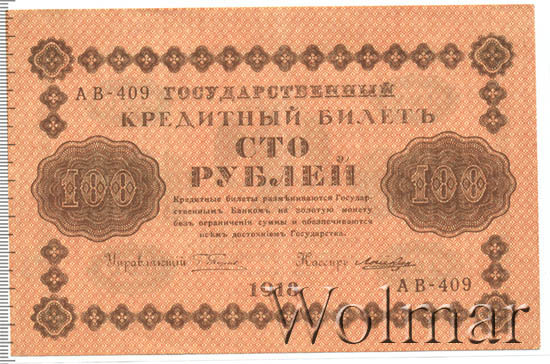 АВ-409 ГОСУДАРСТВЕННЫЙ
КРЕДИТНЫЙ БИЛЕТЪ
СТО
РУБЛЕЙ
100
100
Кредитные билеты размѣниваются Государ-
ственнымъ Банкомъ на золотую монету
безъ ограниченія суммы и обезпечиваются
всѣмъ достояніемъ Государства.
Управляющій
Кассиръ
1918
АВ-409
Wolmar